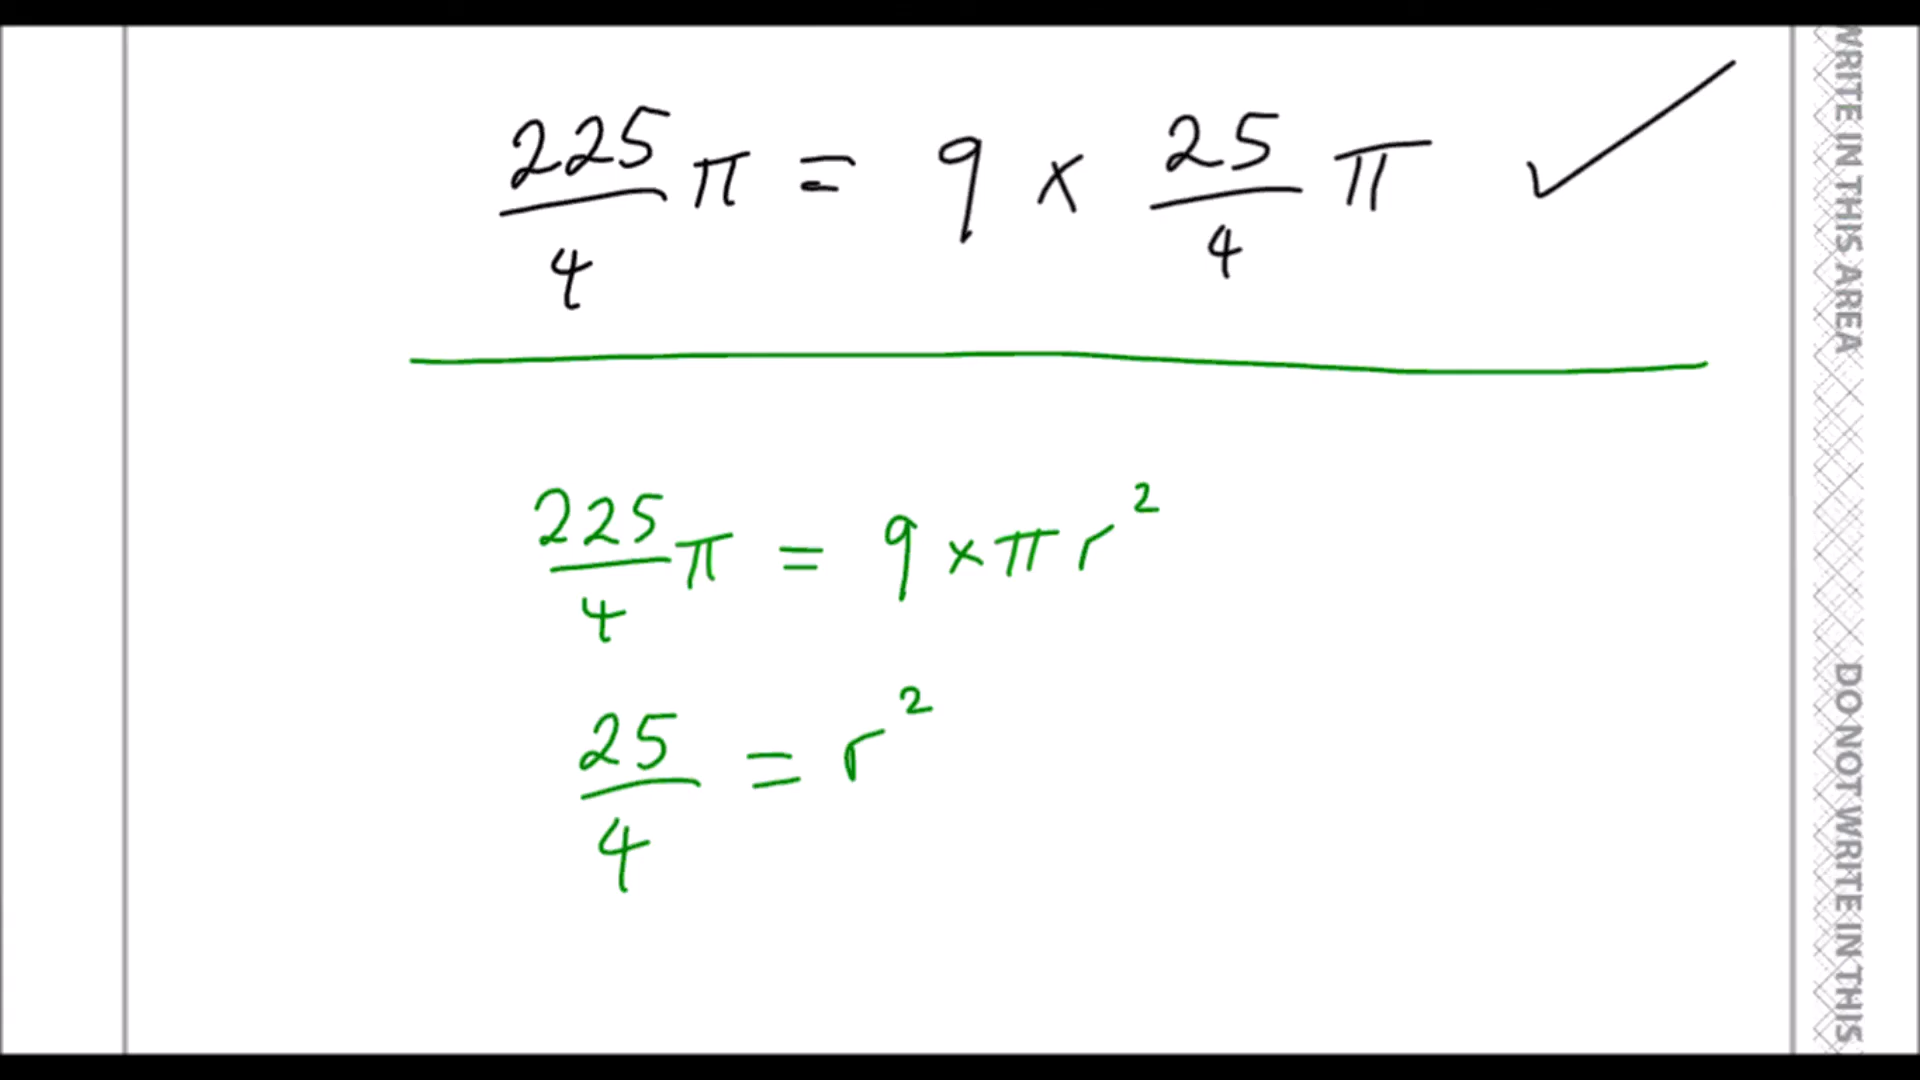 225/4 π = 9 × 25/4 π ✓
225/4 π = 9 × π r²
25/4 = r²
WRITE IN THIS AREA
DO NOT WRITE IN THIS